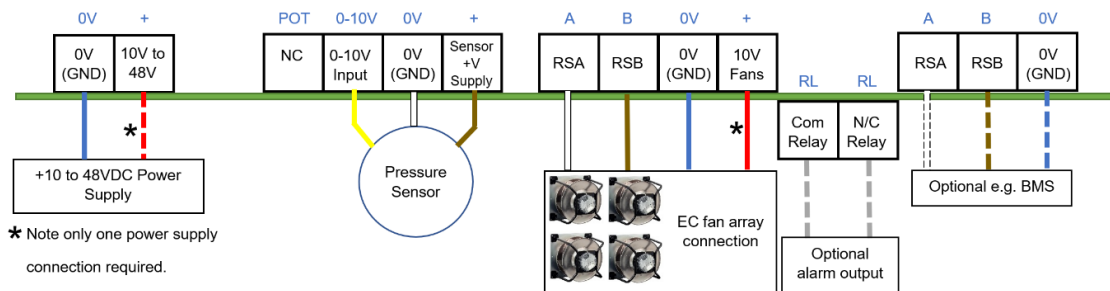 0V +
0V
(GND)
10V to
48V
*
+10 to 48VDC Power
Supply
* Note only one power supply
connection required.
POT 0-10V 0V +
NC
0-10V
Input
0V
(GND)
Sensor
+V
Supply
Pressure
Sensor
A B 0V +
RSA
RSB
0V
(GND)
10V
Fans
*
EC fan array
connection
RL RL
Com
Relay
N/C
Relay
Optional
alarm output
A B 0V
RSA
RSB
0V
(GND)
Optional e.g. BMS